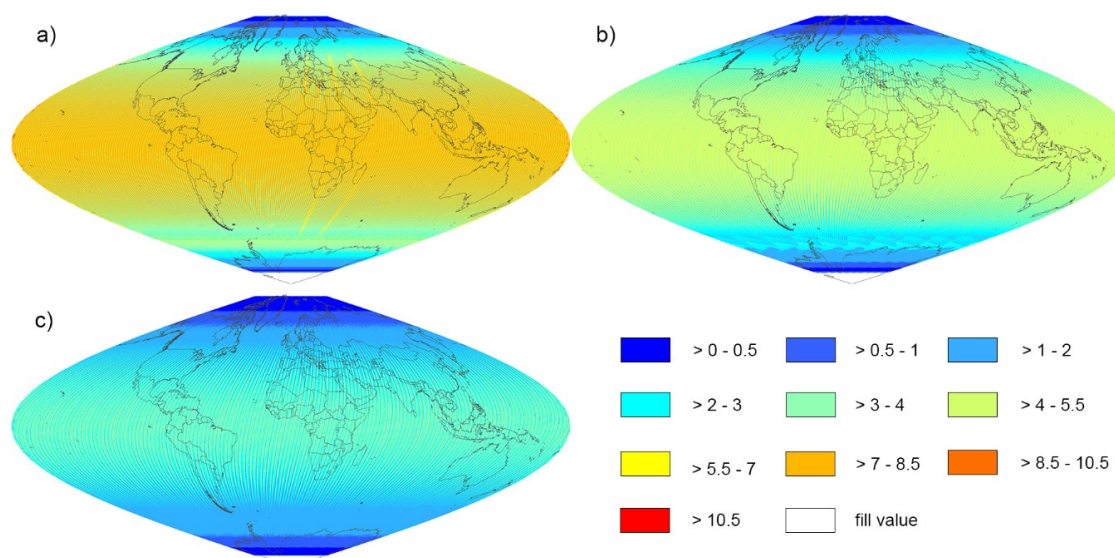 a)
b)
c)
> 0 - 0.5
> 0.5 - 1
> 1 - 2
> 2 - 3
> 3 - 4
> 4 - 5.5
> 5.5 - 7
> 7 - 8.5
> 8.5 - 10.5
> 10.5
fill value